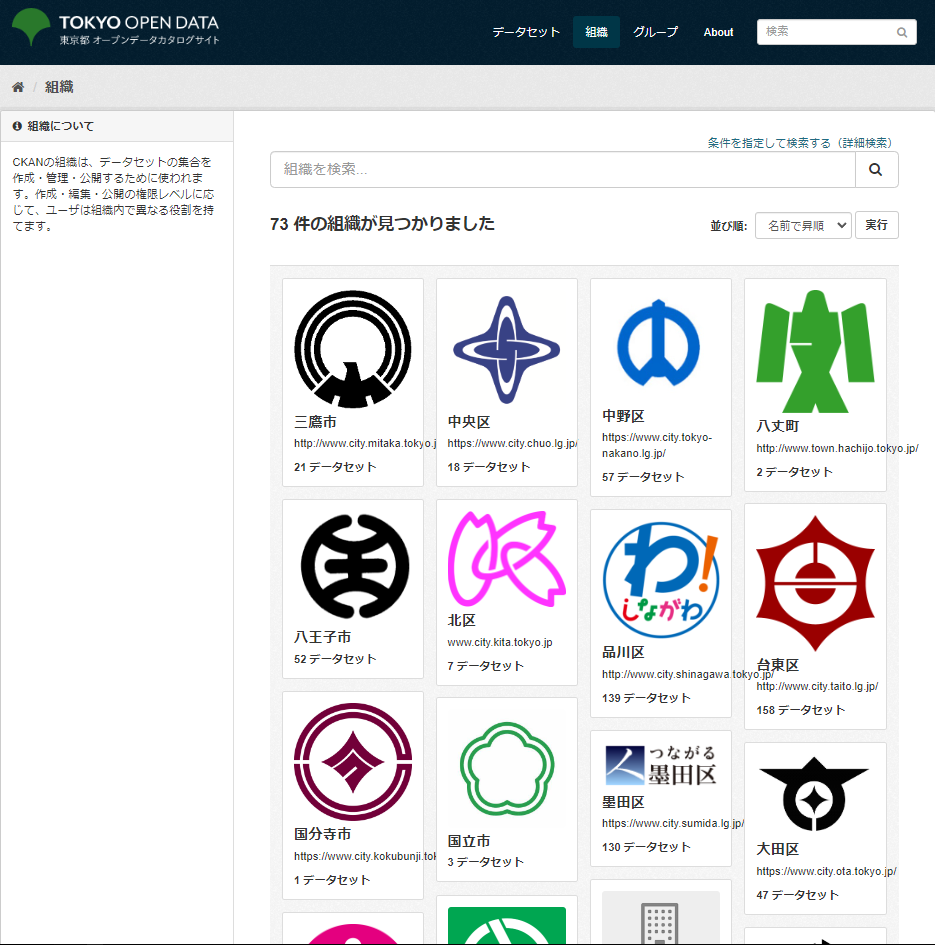 TOKYO OPEN DATA
東京都 オープンデータカタログサイト
データセット
組織
グループ
About
検索
/ 組織
組織について
CKANの組織は、データセットの集合を
作成・管理・公開するために使われま
す。作成・編集・公開の権限レベルに応
じて、ユーザは組織内で異なる役割を持
てます。
条件を指定して検索する（詳細検索）
組織を検索...
73 件の組織が見つかりました
並び順:
名前で昇順
実行
三鷹市
http://www.city.mitaka.tokyo.j
21 データセット
中央区
https://www.city.chuo.lg.jp/
18 データセット
中野区
https://www.city.tokyo-
nakano.lg.jp/
57 データセット
八丈町
http://www.town.hachijo.tokyo.jp/
2 データセット
八王子市
52 データセット
北区
www.city.kita.tokyo.jp
7 データセット
わ!
しながわ
品川区
http://www.city.shinagawa.tokyo.jp/
139 データセット
台東区
http://www.city.taito.lg.jp/
158 データセット
国分寺市
https://www.city.kokubunji.tok
1 データセット
国立市
3 データセット
つながる
墨田区
墨田区
https://www.city.sumida.lg.jp/
130 データセット
大田区
https://www.city.ota.tokyo.jp/
47 データセット